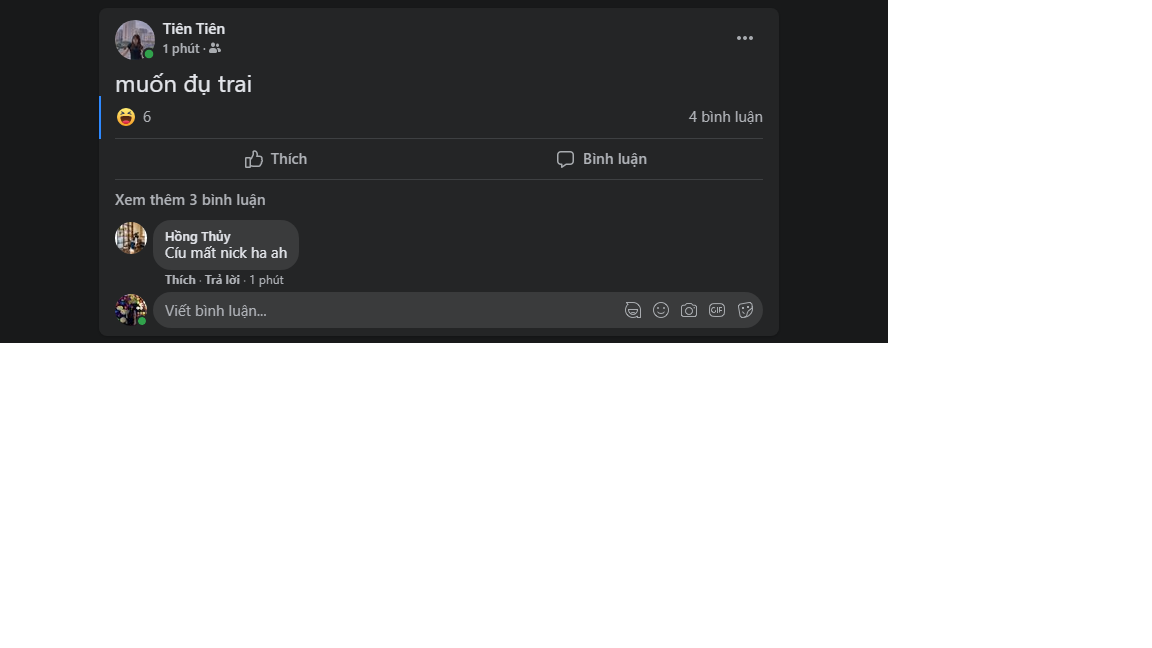 Tiên Tiên
1 phút ·
muốn đụ trai
6
4 bình luận
Thích
Bình luận
Xem thêm 3 bình luận
Hồng Thủy
Cíu mất nick ha ah
Thích · Trả lời · 1 phút
Viết bình luận...
GIF